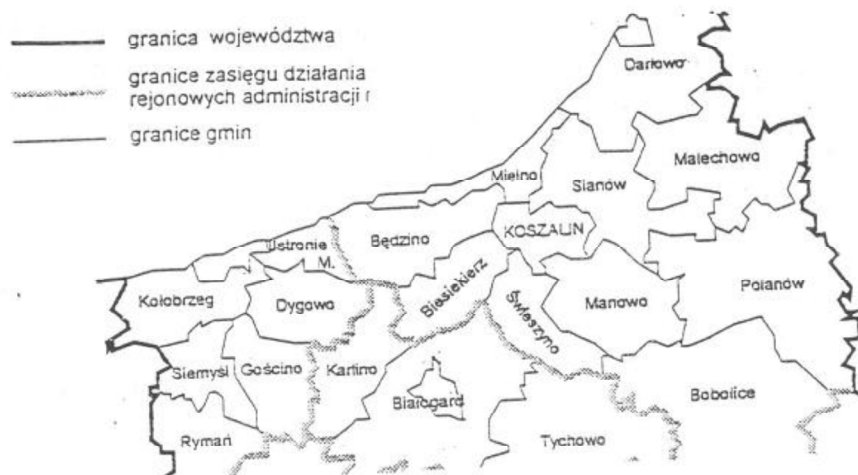 granica województwa
granice zasięgu działania
rejonowych administracji r
granice gmin
Darłowo
Malechowo
Mielno
Sianów
Ustronie
M.
Będzino
KOSZALIN
Kołobrzeg
Dygowo
Biesiekierz
Świeszyno
Manowo
Polanów
Siemyśl
Gościno
Karlino
Białogard
Bobolice
Rymań
Tychowo